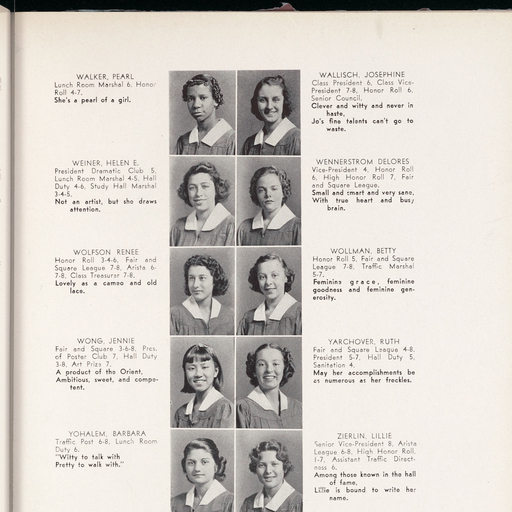 WALKER, PEARL
Lunch Room Marshal 6, Honor
Roll 4-7,
She's a pearl of a girl.
WALLISCH, JOSEPHINE
Class President 6, Class Vice-
President 7-8, Honor Roll 6,
Senior Council.
Clever and witty and never in
haste,
Jo's fine talents can't go to
waste.
WEINER, HELEN E.
President Dramatic Club 5,
Lunch Room Marshal 4-5, Hall
Duty 4-6, Study Hall Marshal
3-4-5.
Not an artist, but she draws
attention.
WENNERSTROM DELORES
Vice-President 4, Honor Roll
6, High Honor Roll 7, Fair
and Square League.
Small and smart and very sane,
With true heart and busy
brain.
WOLFSON RENEE
Honor Roll 3-4-6, Fair and
Square League 7-8, Arista 6-
7-8, Class Treasurer 7-8.
Lovely as a cameo and old
lace.
WOLLMAN, BETTY
Honor Roll 5, Fair and Square
League 7-8, Traffic Marshal
5-7.
Feminine grace, feminine
goodness and feminine gen-
erosity.
WONG, JENNIE
Fair and Square 3-6-8, Pres.
of Poster Club 7, Hall Duty
3-8, Art Prize 7.
A product of the Orient,
Ambitious, sweet, and compe-
tent.
YARCHOVER, RUTH
Fair and Square League 4-8,
President 5-7, Hall Duty 5,
Sanitation 4.
May her accomplishments be
as numerous as her freckles.
YOHALEM, BARBARA
Traffic Post 6-8, Lunch Room
Duty 6.
"Witty to talk with
Pretty to walk with."
ZIERLIN, LILLIE
Senior Vice-President 8, Arista
League 6-8, High Honor Roll,
1-7, Assistant Traffic Direct-
ress 6.
Among those known in the hall
of fame,
Lillie is bound to write her
name.